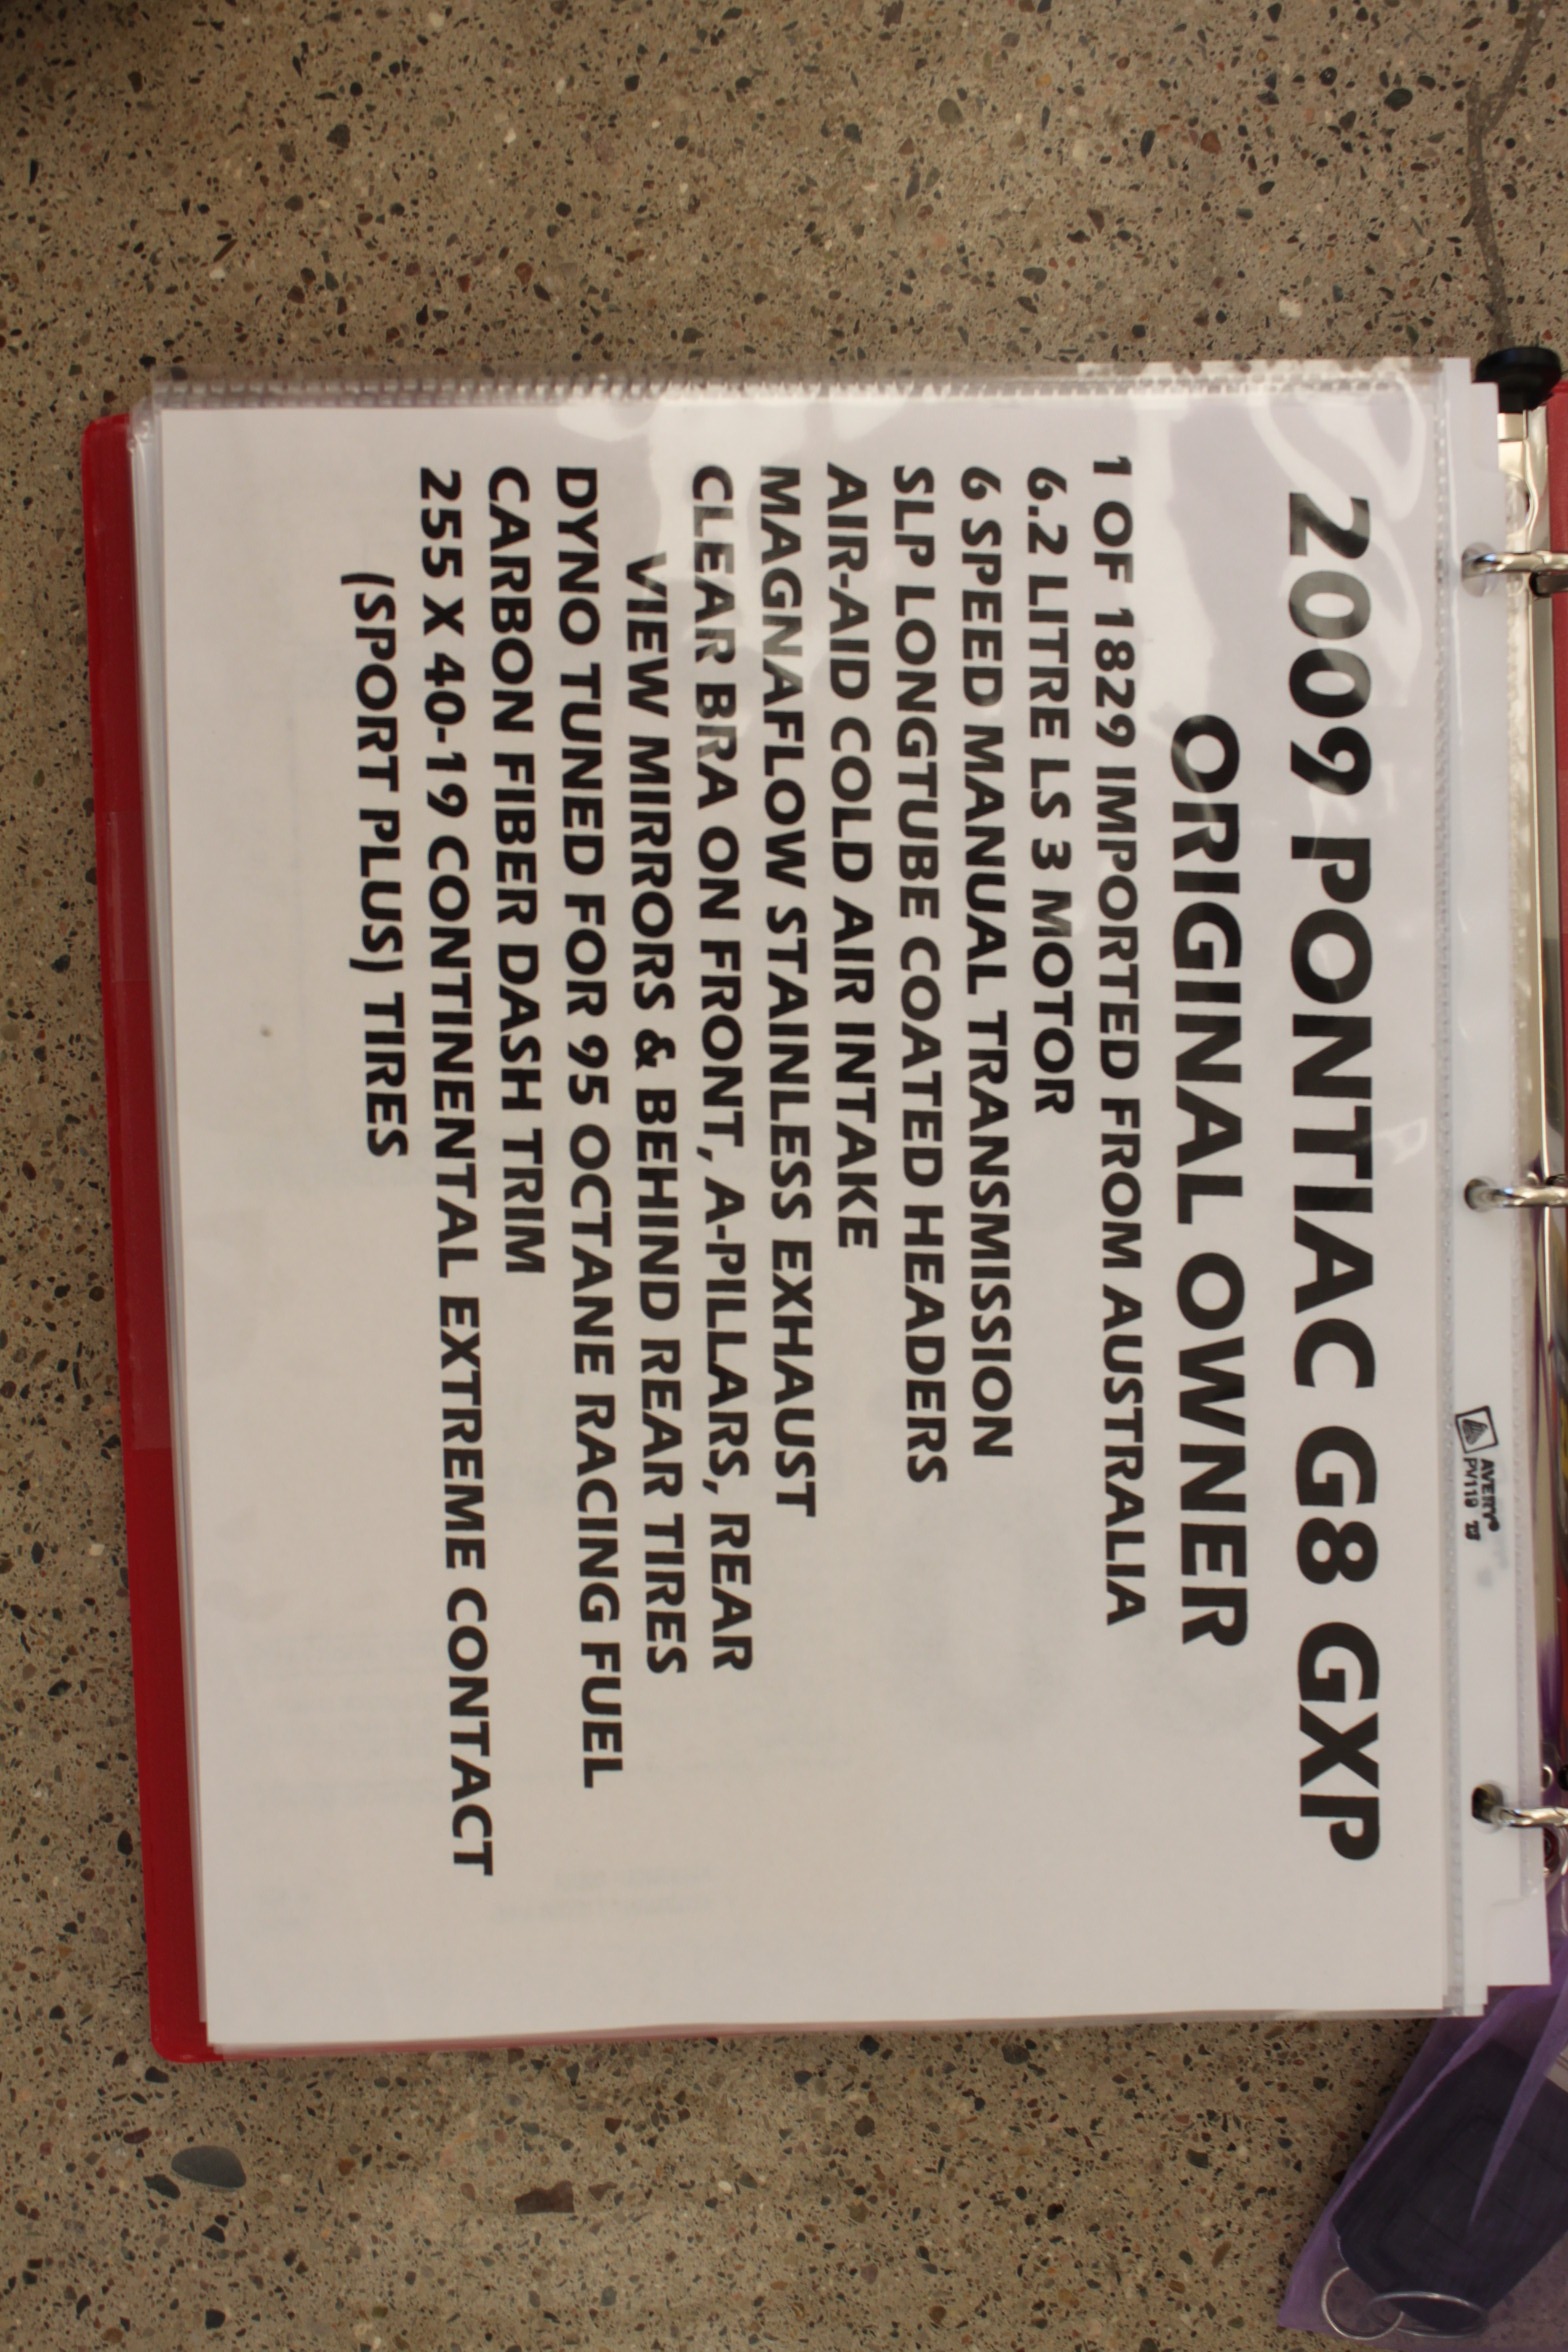 2009 PONTIAC G8 GXP
ORIGINAL OWNER
1 OF 1829 IMPORTED FROM AUSTRALIA
6.2 LITRE LS 3 MOTOR
6 SPEED MANUAL TRANSMISSION
SLP LONGTUBE COATED HEADERS
AIR-AID COLD AIR INTAKE
MAGNAFLOW STAINLESS EXHAUST
CLEAR BRA ON FRONT, A-PILLARS, REAR
VIEW MIRRORS & BEHIND REAR TIRES
DYNO TUNED FOR 95 OCTANE RACING FUEL
CARBON FIBER DASH TRIM
255 X 40-19 CONTINENTAL EXTREME CONTACT
(SPORT PLUS) TIRES
AVERY®
PV119